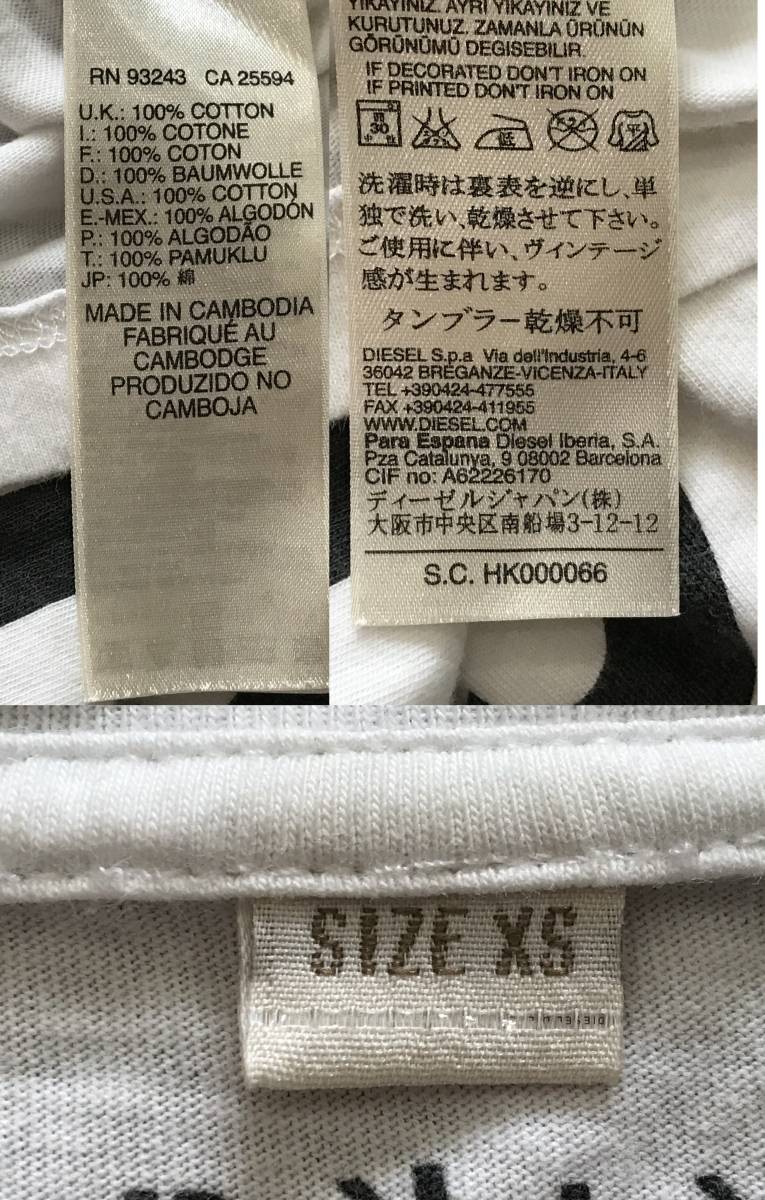 RN 93243 CA 25594
U.K.: 100% COTTON
I.: 100% COTONE
F.: 100% COTON
D.: 100% BAUMWOLLE
U.S.A.: 100% COTTON
E.-MEX.: 100% ALGODÓN
P.: 100% ALGODÃO
T.: 100% PAMUKLU
JP: 100% 綿
MADE IN CAMBODIA
FABRIQUÉ AU
CAMBODGE
PRODUZIDO NO
CAMBOJA
YIKAYINIZ. AYRI YIKAYINIZ VE
KURUTUNUZ. ZAMANLA ÜRÜNÜN
GÖRÜNÜMÜ DEGISEBILIR.
IF DECORATED DON'T IRON ON
IF PRINTED DON'T IRON ON
30 低
洗濯時は裏表を逆にし、単
独で洗い、乾燥させて下さい。
ご使用に伴い、ヴィンテージ
感が生まれます。
タンブラー乾燥不可
DIESEL S.p.a Via dell'Industria, 4-6
36042 BREGANZE-VICENZA-ITALY
TEL +390424-477555
FAX +390424-411955
WWW.DIESEL.COM
Para Espana Diesel Iberia, S.A.
Pza Catalunya, 9 08002 Barcelona
CIF no: A62226170
ディーゼルジャパン(株)
大阪市中央区南船場3-12-12
S.C. HK000066
SIZE XS